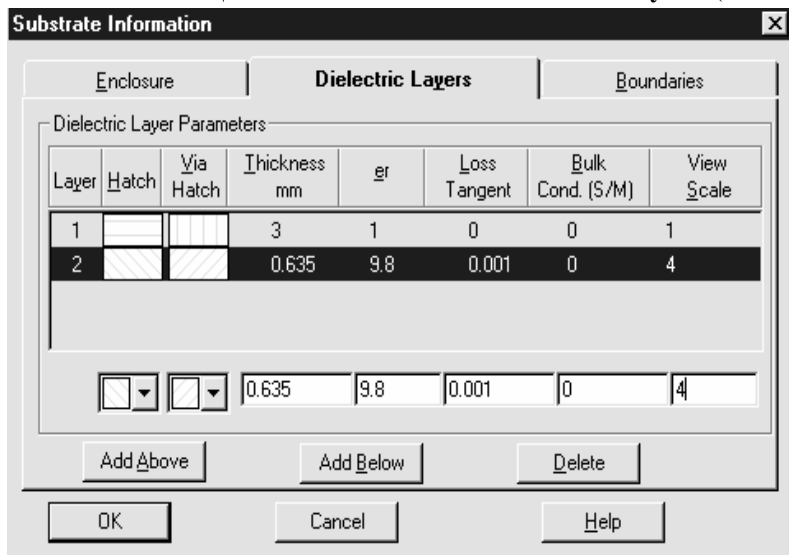 Substrate Information
Enclosure Dielectric Layers Boundaries
Dielectric Layer Parameters
Layer Hatch Via Hatch Thickness mm er Loss Tangent Bulk Cond. (S/M) View Scale
1 3 1 0 0 1
2 0.635 9.8 0.001 0 4
0.635 9.8 0.001 0 4
Add Above Add Below Delete
OK Cancel Help